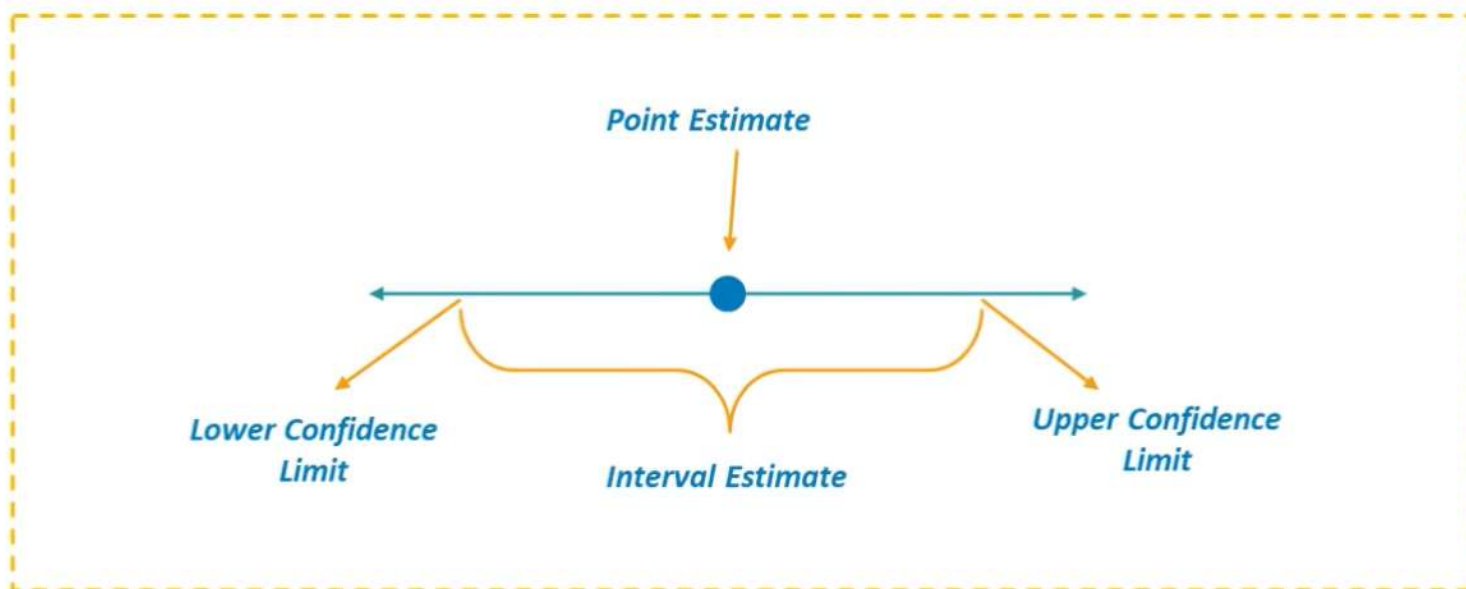 Point Estimate
Lower Confidence
Limit
Interval Estimate
Upper Confidence
Limit